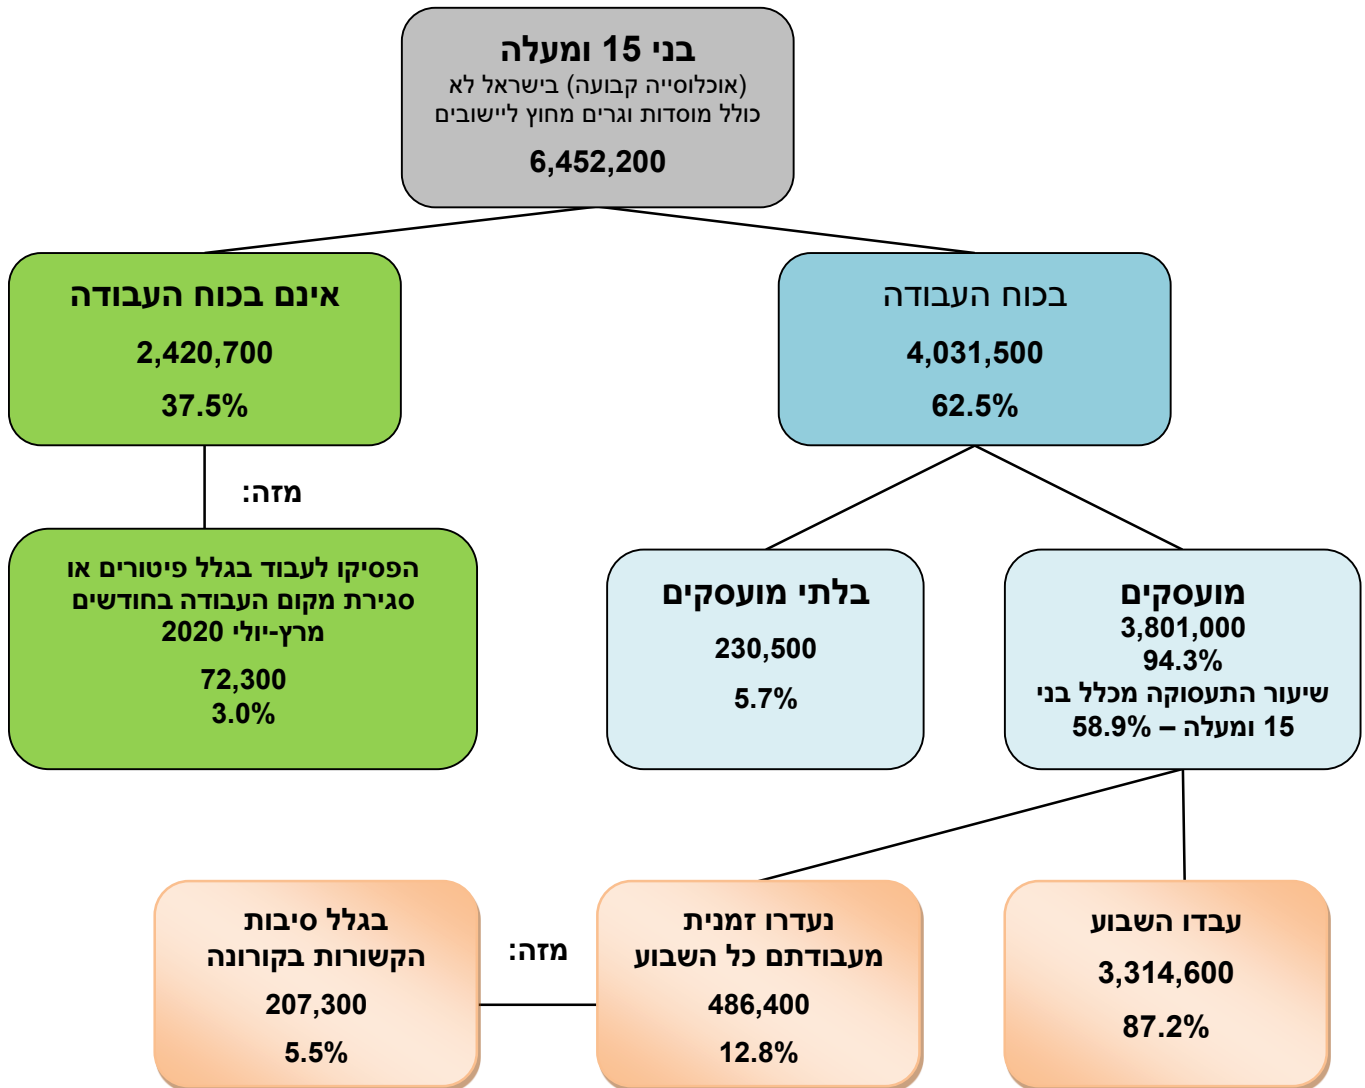 בני 15 ומעלה
(אוכלוסייה קבועה) בישראל לא
כולל מוסדות וגרים מחוץ ליישובים
6,452,200
בכוח העבודה
4,031,500
62.5%
אינם בכוח העבודה
2,420,700
37.5%
מזה:
מועסקים
3,801,000
94.3%
שיעור התעסוקה מכלל בני
15 ומעלה – 58.9%
בלתי מועסקים
230,500
5.7%
הפסיקו לעבוד בגלל פיטורים או
סגירת מקום העבודה בחודשים
מרץ-יולי 2020
72,300
3.0%
עבדו השבוע
3,314,600
87.2%
נעדרו זמנית
מעבודתם כל השבוע
486,400
12.8%
מזה:
בגלל סיבות
הקשורות בקורונה
207,300
5.5%